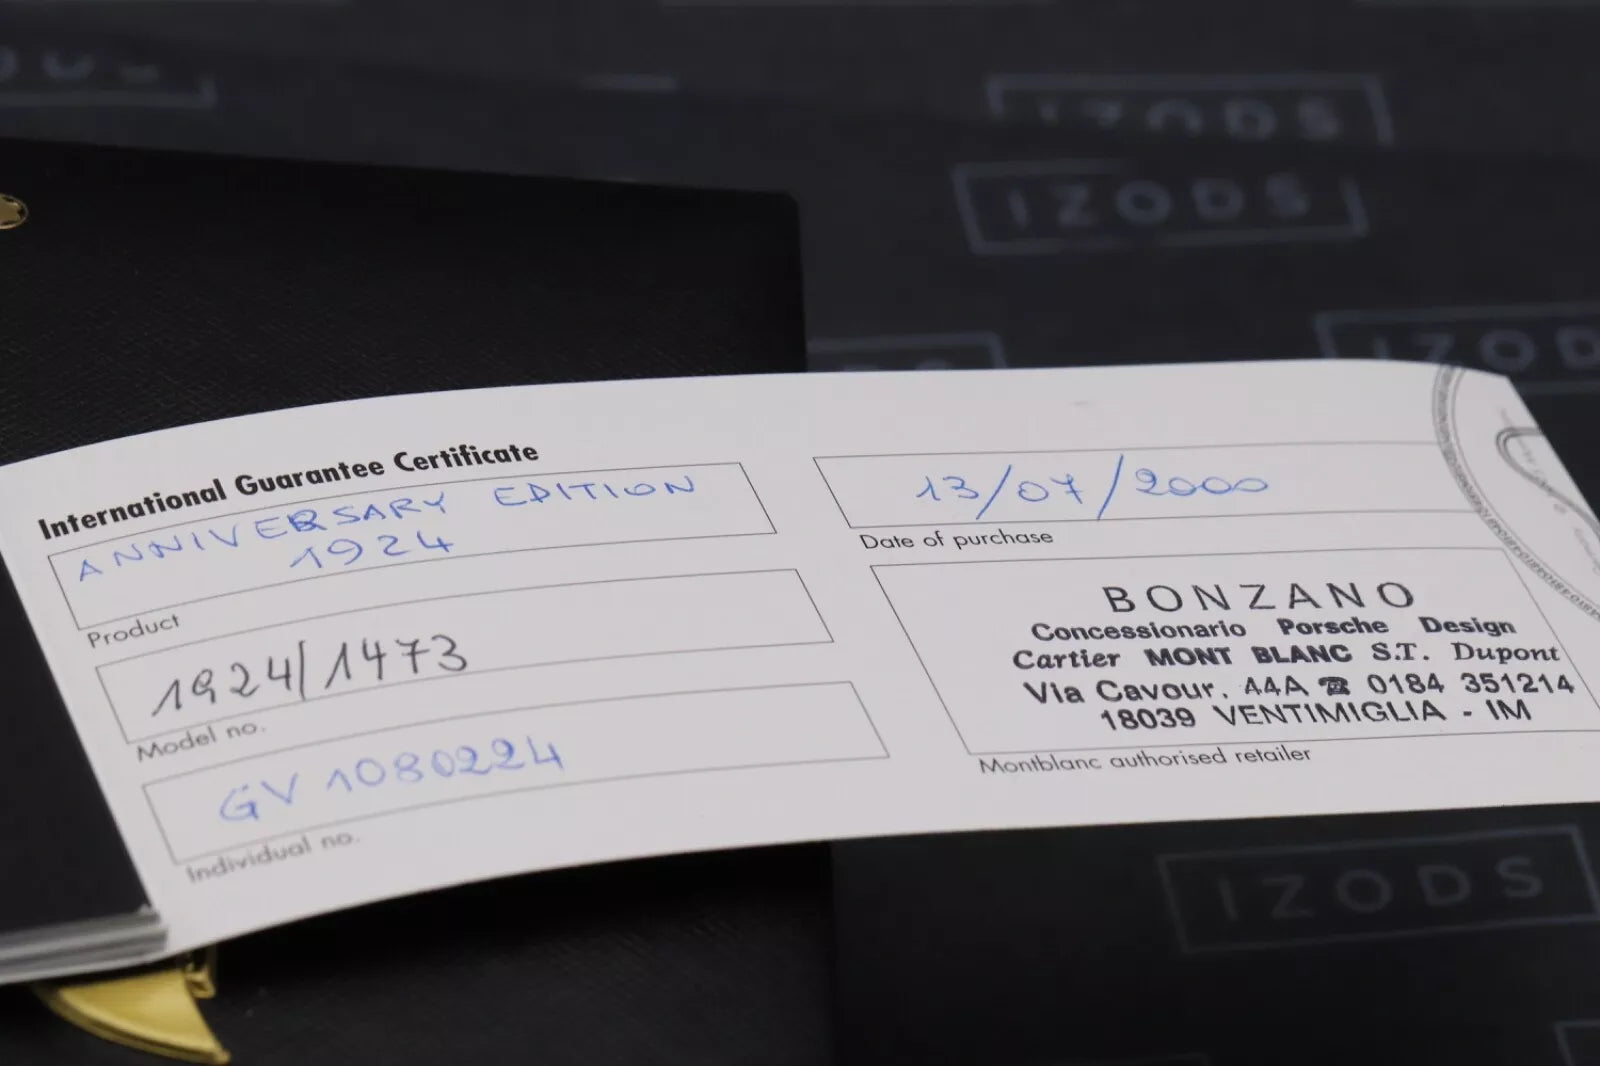 IZODS
IZODS
International Guarantee Certificate
ANNIVERSARY EDITION
1924
Product
1924/1473
Model no.
GV 1080224
Individual no.
13/07/2000
Date of purchase
BONZANO
Concessionario Porsche Design
Cartier MONT BLANC S.T. Dupont
Via Cavour, 44A ☎ 0184 351214
18039 VENTIMIGLIA - IM
Montblanc authorised retailer
IZODS